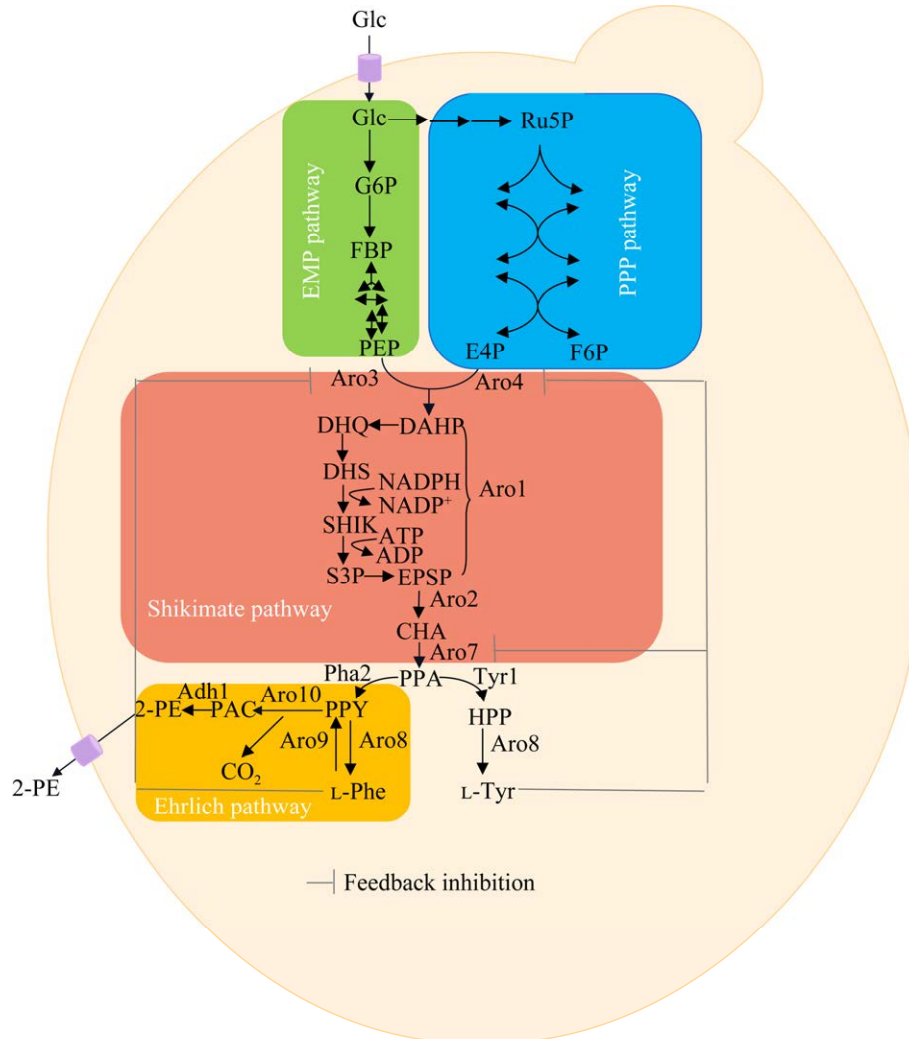 Glc
Glc
Ru5P
G6P
FBP
EMP pathway
PPP pathway
PEP
E4P
F6P
Aro3
Aro4
DHQ
DAHP
DHS
NADPH
NADP+
Aro1
SHIK
ATP
ADP
S3P
EPSP
Aro2
Shikimate pathway
CHA
Aro7
Pha2
PPA
Tyr1
Adh1
Aro10
2-PE
PAC
PPY
HPP
Aro9
Aro8
Aro8
CO2
2-PE
L-Phe
L-Tyr
Ehrlich pathway
Feedback inhibition